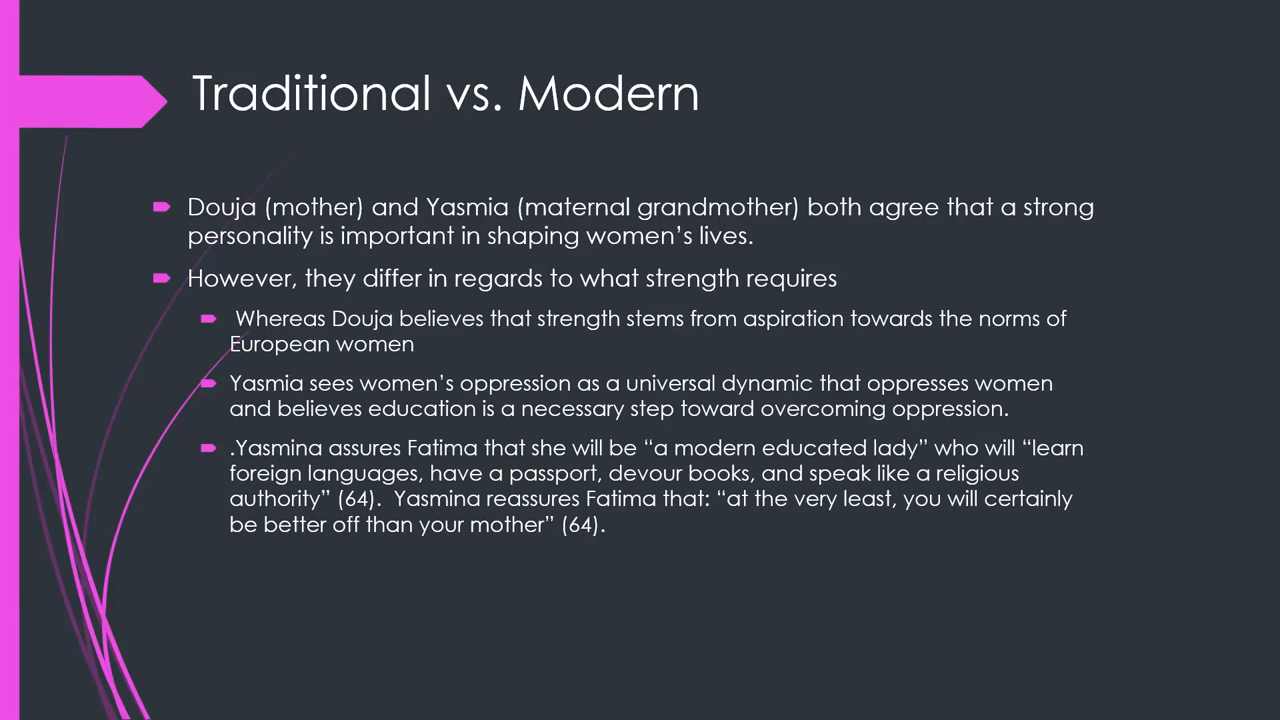 Traditional vs. Modern
Douja (mother) and Yasmia (maternal grandmother) both agree that a strong
personality is important in shaping women's lives.
However, they differ in regards to what strength requires
Whereas Douja believes that strength stems from aspiration towards the norms of
European women
Yasmia sees women's oppression as a universal dynamic that oppresses women
and believes education is a necessary step toward overcoming oppression.
.Yasmina assures Fatima that she will be “a modern educated lady” who will “learn
foreign languages, have a passport, devour books, and speak like a religious
authority” (64).  Yasmina reassures Fatima that: “at the very least, you will certainly
be better off than your mother” (64).